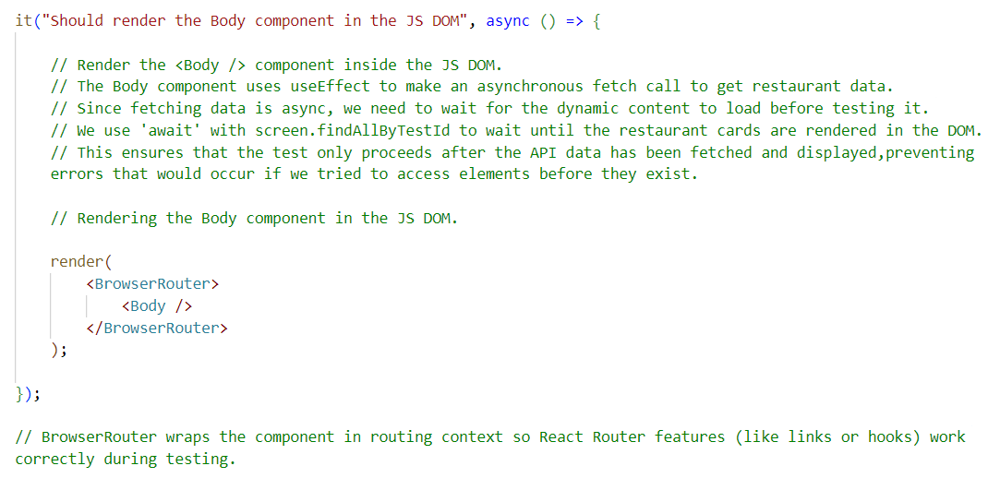 it("Should render the Body component in the JS DOM", async () => {
// Render the <Body /> component inside the JS DOM.
// The Body component uses useEffect to make an asynchronous fetch call to get restaurant data.
// Since fetching data is async, we need to wait for the dynamic content to load before testing it.
// We use 'await' with screen.findAllByTestId to wait until the restaurant cards are rendered in the DOM.
// This ensures that the test only proceeds after the API data has been fetched and displayed,preventing
errors that would occur if we tried to access elements before they exist.
// Rendering the Body component in the JS DOM.
render(
<BrowserRouter>
<Body />
</BrowserRouter>
);
});
// BrowserRouter wraps the component in routing context so React Router features (like links or hooks) work
correctly during testing.